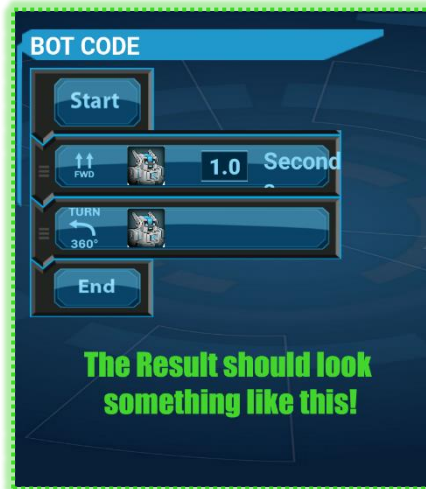 BOT CODE
Start
FWD
1.0 Second
TURN
360°
End
The Result should look
something like this!